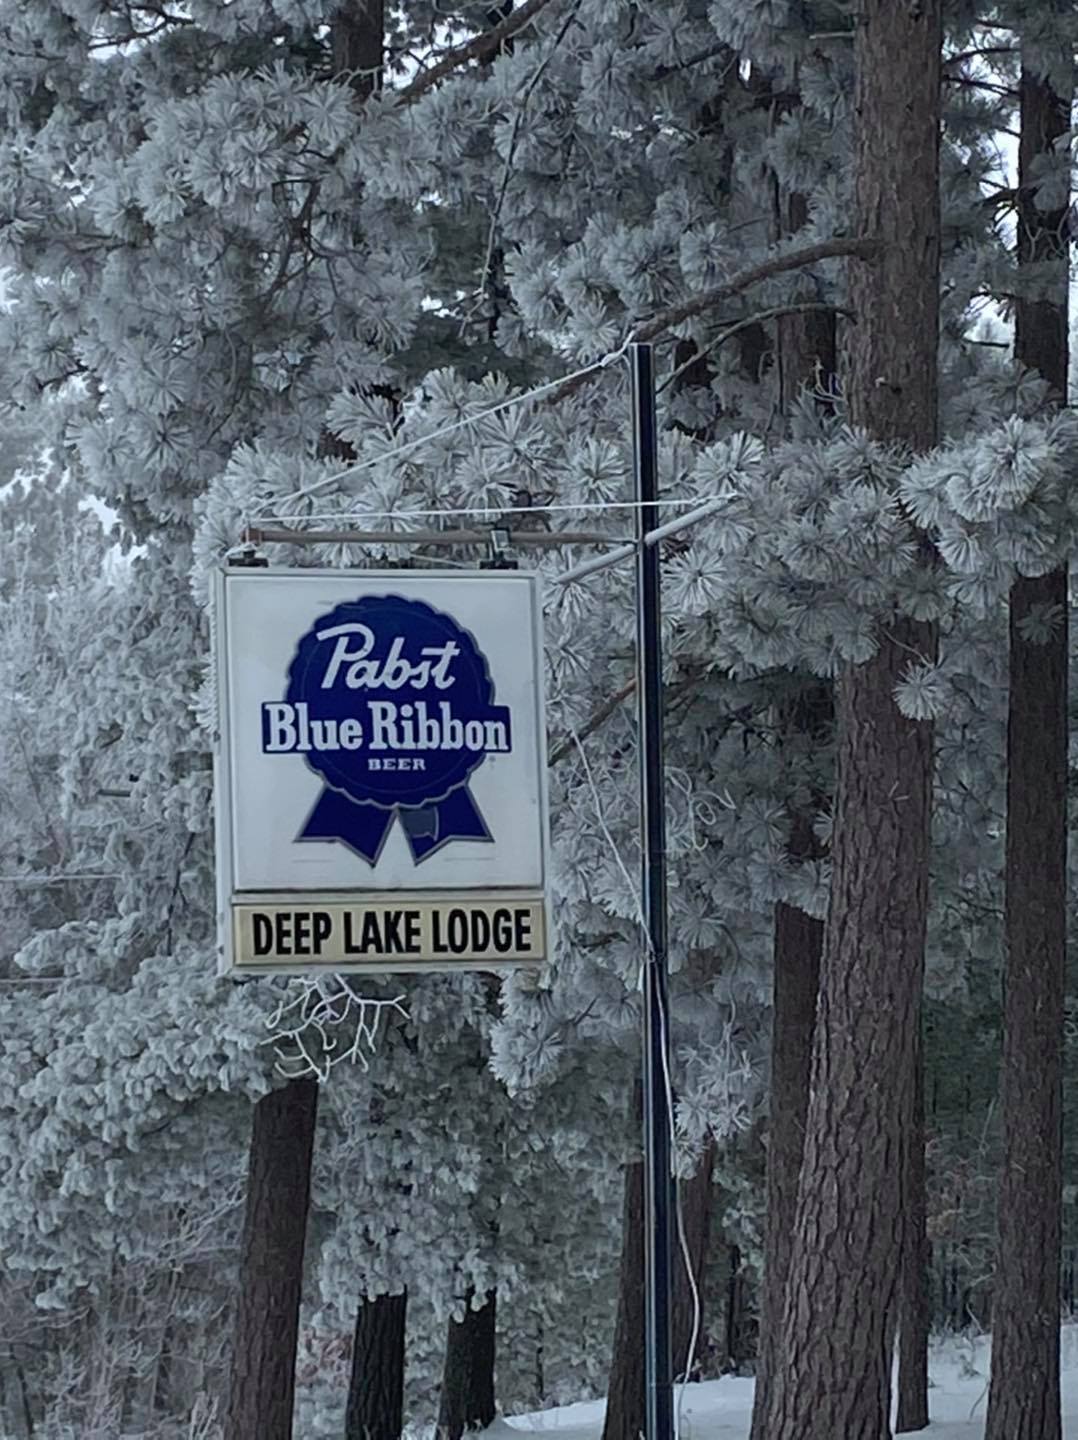 Pabst
Blue Ribbon
BEER
DEEP LAKE LODGE